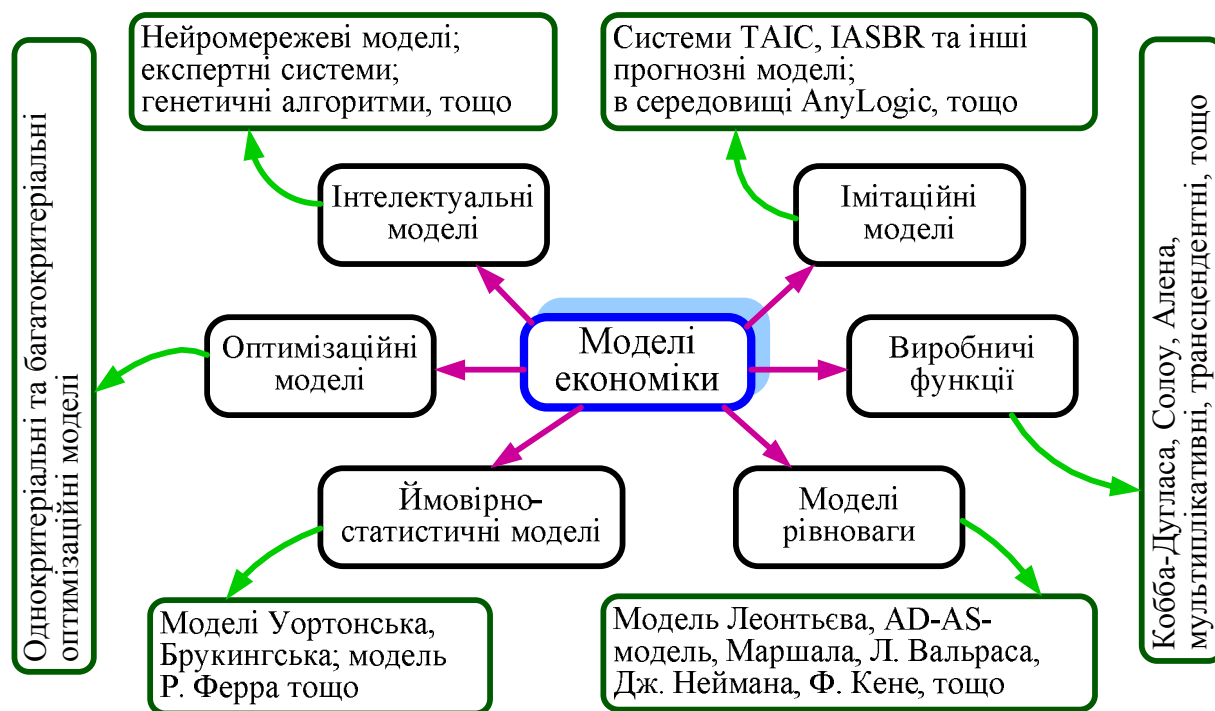 Нейромережеві моделі;
експертні системи;
генетичні алгоритми, тощо
Системи TAIC, IASBR та інші
прогнозні моделі;
в середовищі AnyLogic, тощо
Однокритеріальні та багатокритеріальні
оптимізаційні моделі
Кобба-Дугласа, Солоу, Алена,
мультиплікативні, трансцендентні, тощо
Інтелектуальні
моделі
Імітаційні
моделі
Оптимізаційні
моделі
Моделі
економіки
Виробничі
функції
Ймовірно-
статистичні моделі
Моделі
рівноваги
Моделі Уортонська,
Брукингська; модель
Р. Ферра тощо
Модель Леонтьєва, AD-AS-
модель, Маршала, Л. Вальраса,
Дж. Неймана, Ф. Кене, тощо